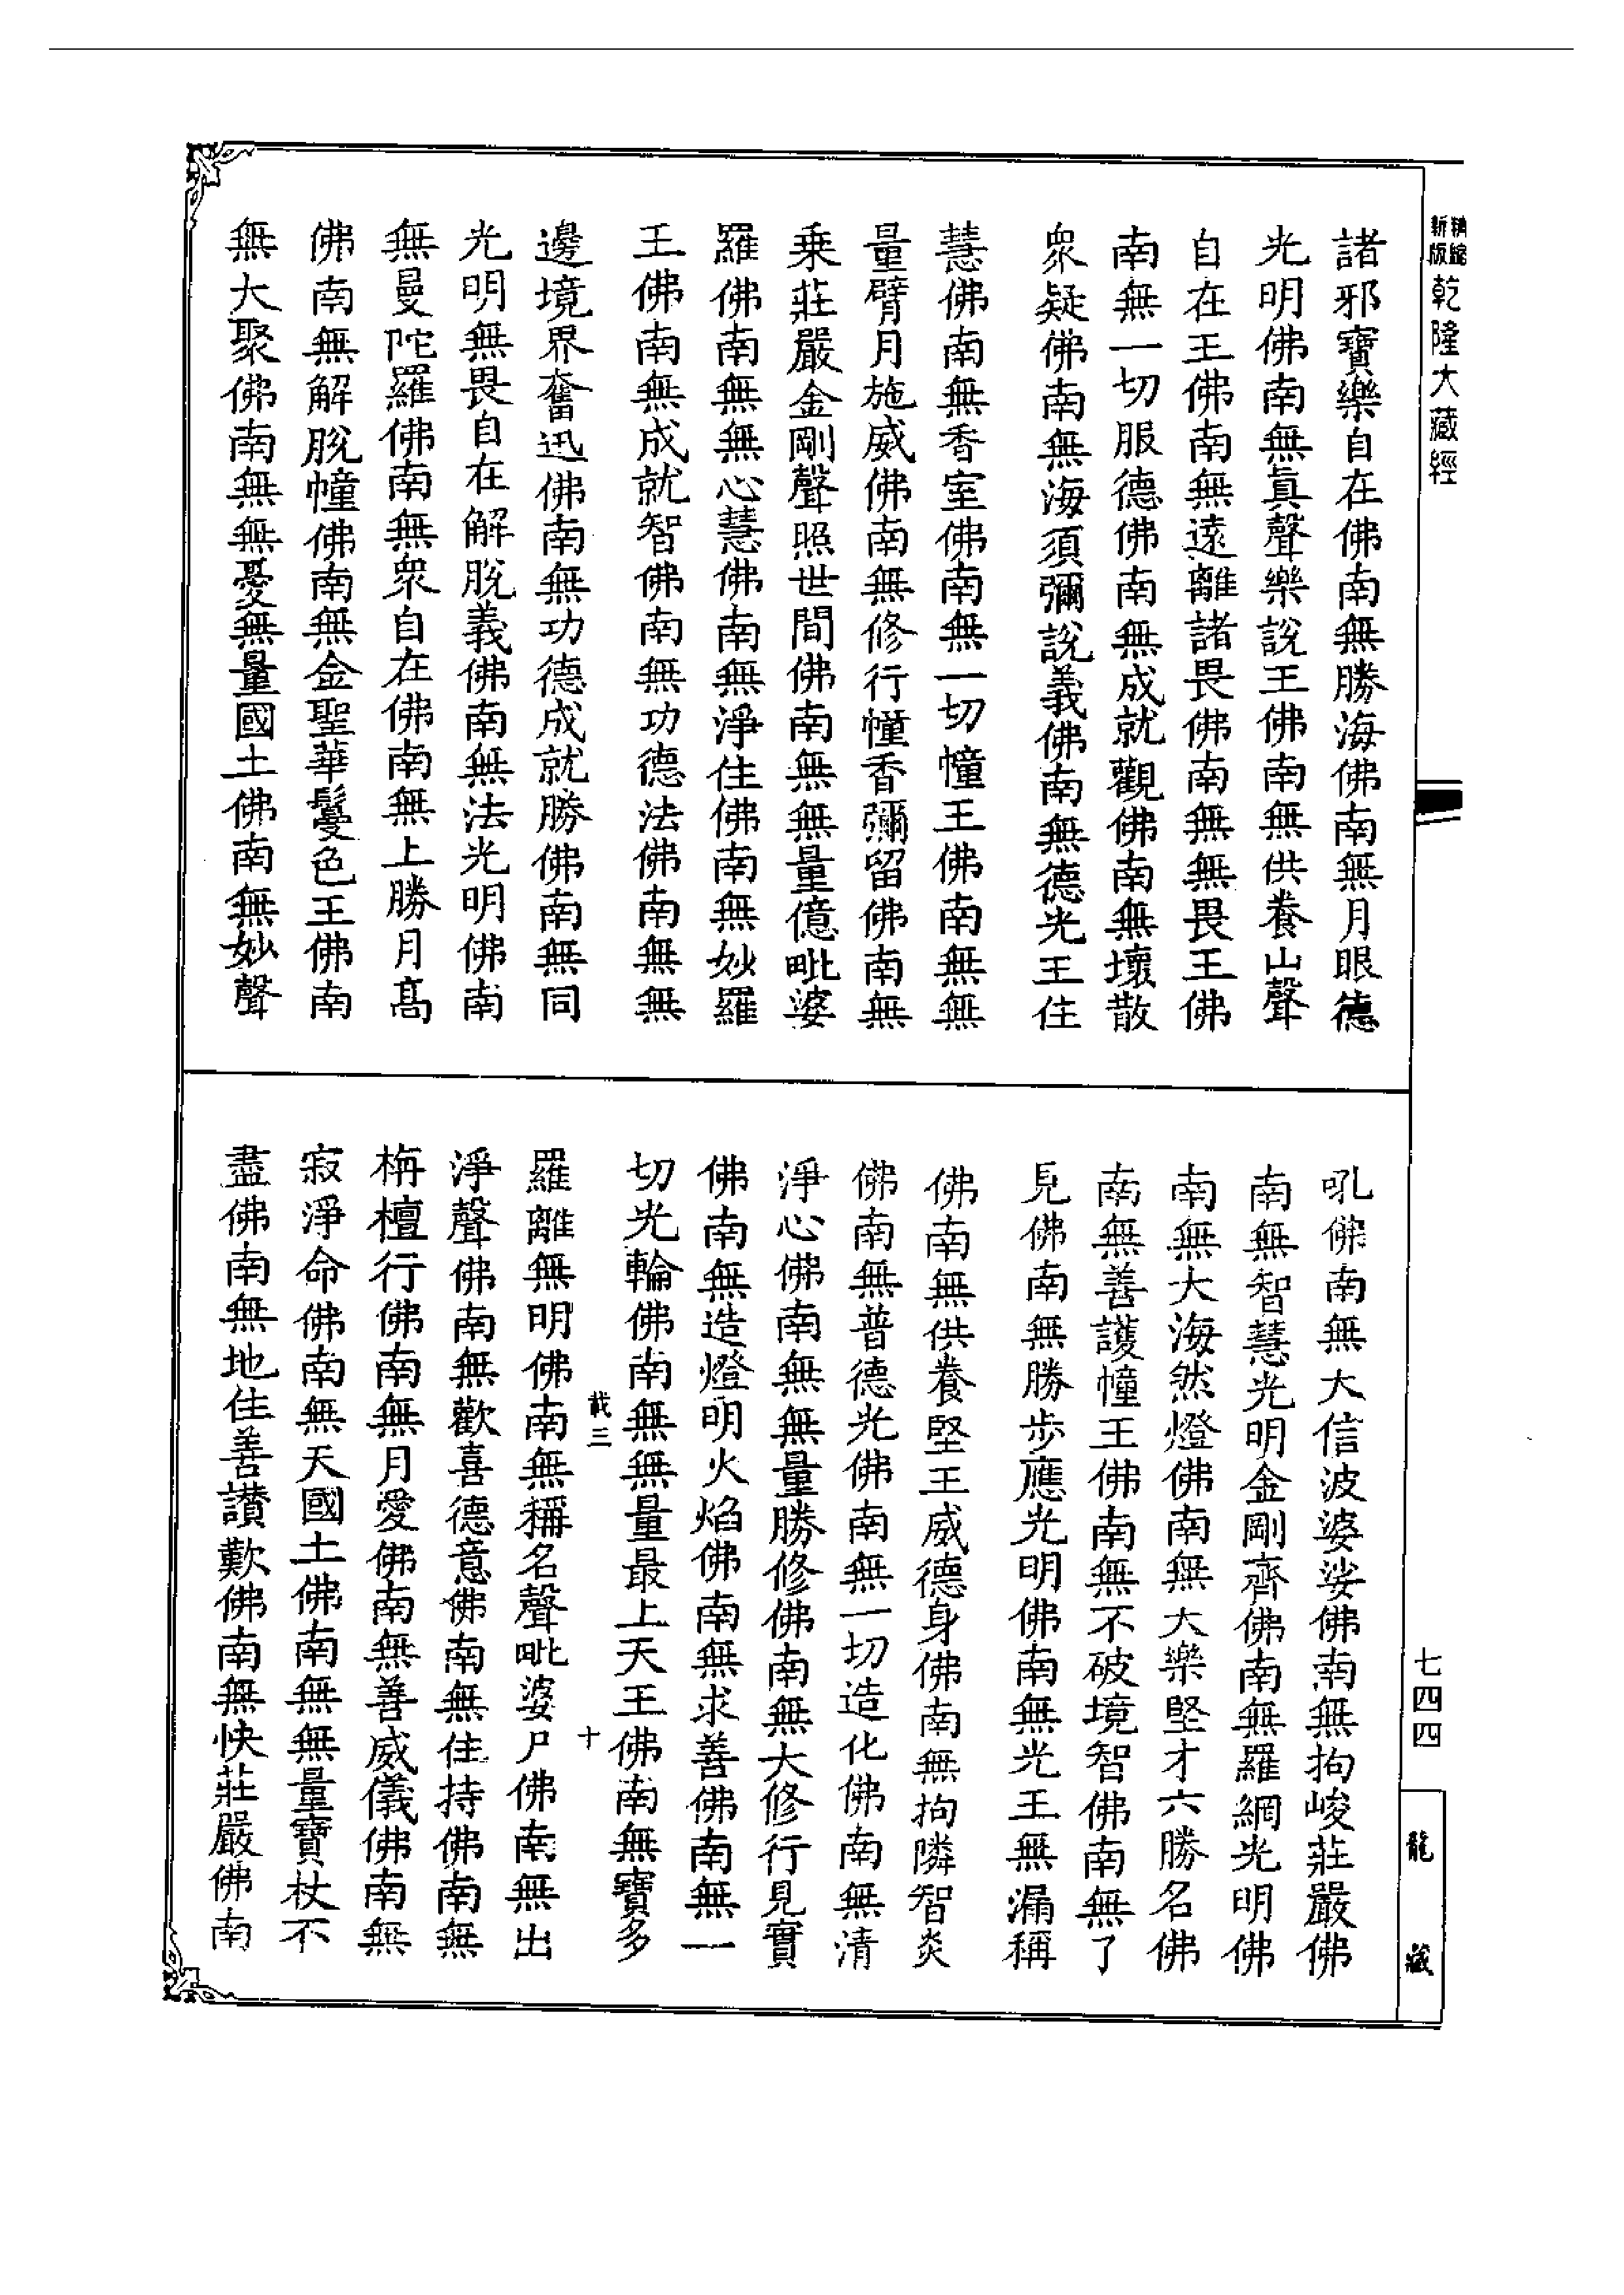 精縮新版乾隆大藏經
諸邪寶樂自在佛南無勝海佛南無月眼德
光明佛南無真聲樂說王佛南無供養山聲
自在王佛南無遠離諸畏佛南無無畏王佛
南無一切服德佛南無成就觀佛南無壞散
眾疑佛南無海須彌說義佛南無德光王住
慧佛南無香室佛南無一切幢王佛南無無
量臂月施威佛南無修行幢香彌留佛南無
乘莊嚴金剛聲照世間佛南無無量億毗婆
羅佛南無無心慧佛南無淨住佛南無妙羅
王佛南無成就智佛南無功德法佛南無無
邊境界奮迅佛南無功德成就勝佛南無同
光明無畏自在解脫義佛南無法光明佛南
無曼陀羅佛南無眾自在佛南無上勝月高
佛南無解脫幢佛南無金聖華鬘色王佛南
無大聚佛南無無憂無量國土佛南無妙聲
吼佛南無大信波婆娑佛南無拘峻莊嚴佛
南無智慧光明金剛齊佛南無羅網光明佛
南無大海然燈佛南無大樂堅才六勝名佛
南無善護幢王佛南無不破境智佛南無了
見佛南無勝步應光明佛南無光王無漏稱
佛南無供養堅王威德身佛南無拘隣智炎
佛南無普德光佛南無一切造化佛南無清
淨心佛南無無量勝修佛南無大修行見實
佛南無造燈明火焰佛南無求善佛南無一
切光輪佛南無無量最上天王佛南無寶多
載三 十
羅離無明佛南無稱名聲毗婆尸佛南無出
淨聲佛南無歡喜德意佛南無住持佛南無
栴檀行佛南無月愛佛南無善威儀佛南無
寂淨命佛南無天國土佛南無無量寶杖不
盡佛南無地住善讚歎佛南無快莊嚴佛南
七四四
龍藏